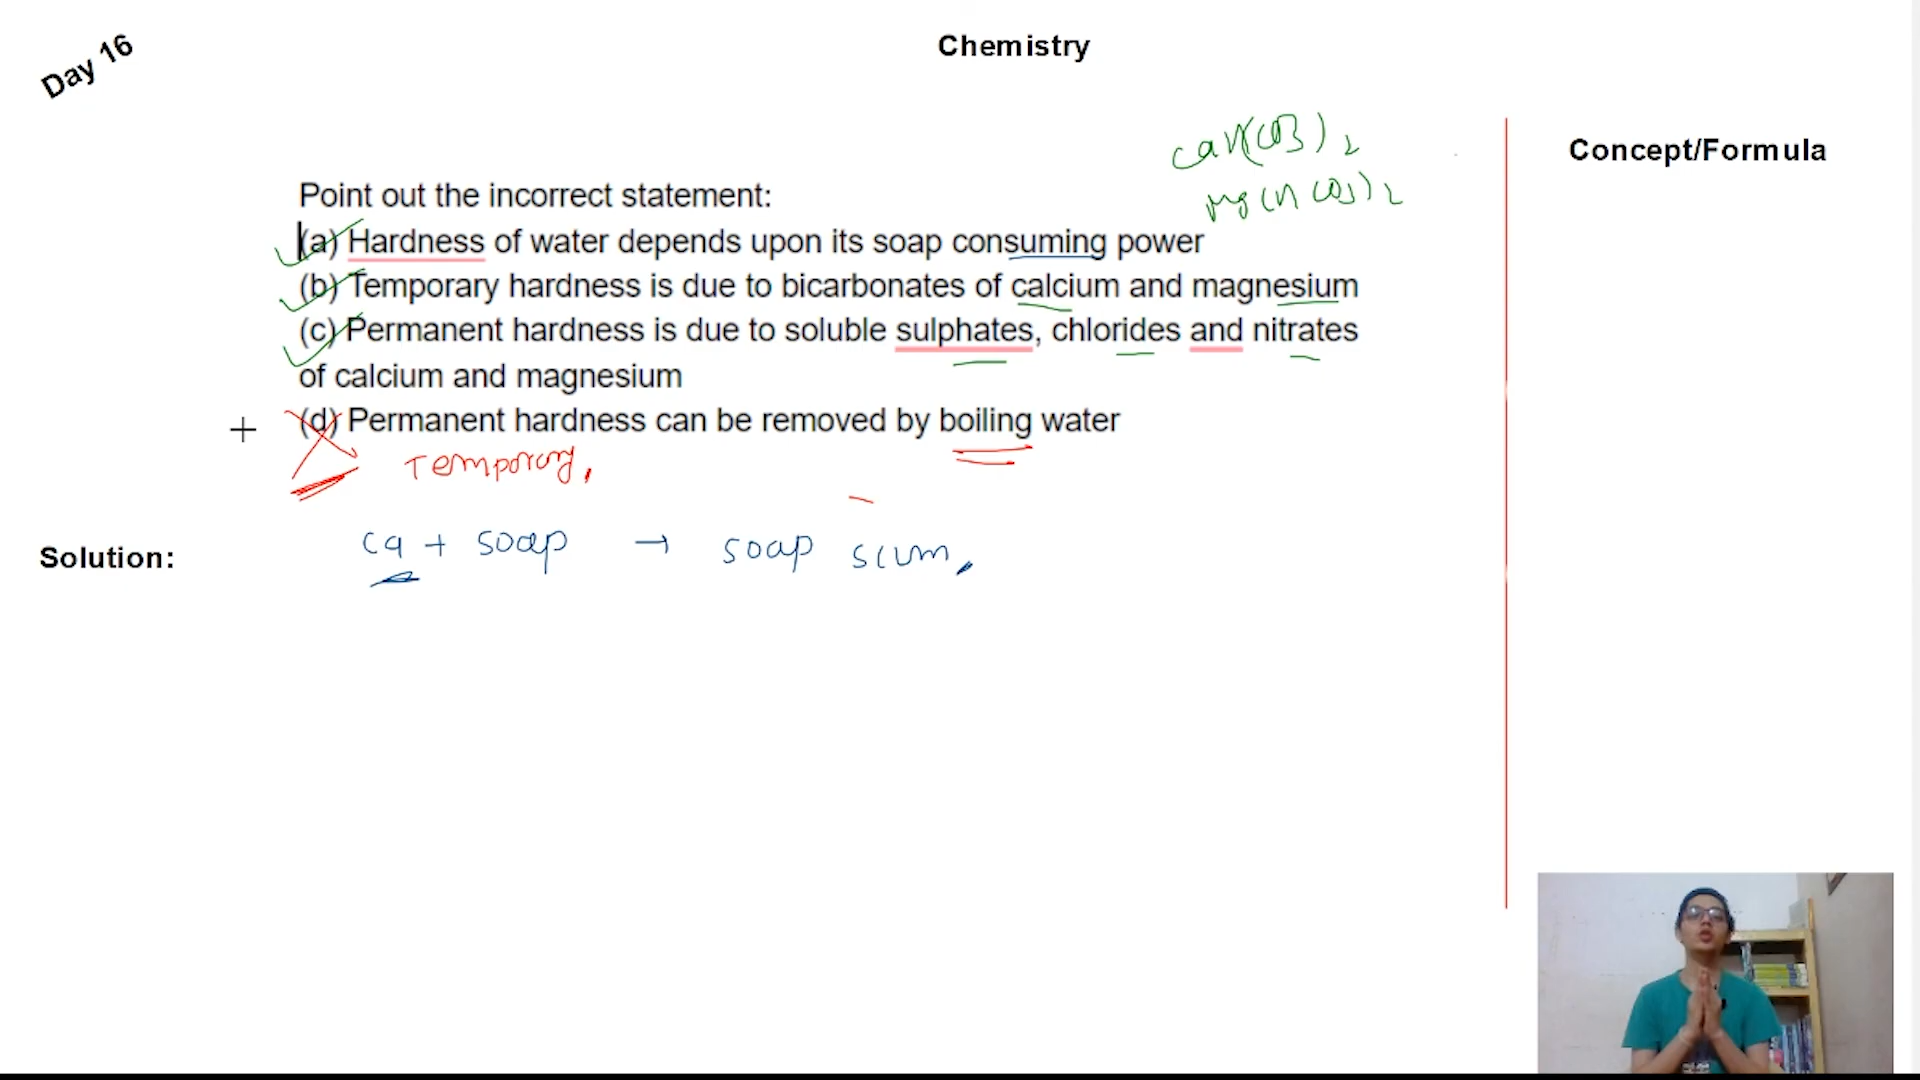 Day 16
Chemistry
Concept/Formula
Mg(HCO3)2
Point out the incorrect statement:
(a) Hardness of water depends upon its soap consuming power
(b) Temporary hardness is due to bicarbonates of calcium and magnesium
(c) Permanent hardness is due to soluble sulphates, chlorides and nitrates
of calcium and magnesium
(d) Permanent hardness can be removed by boiling water
Temporary,
Solution:
Ca + soap → soap scum,